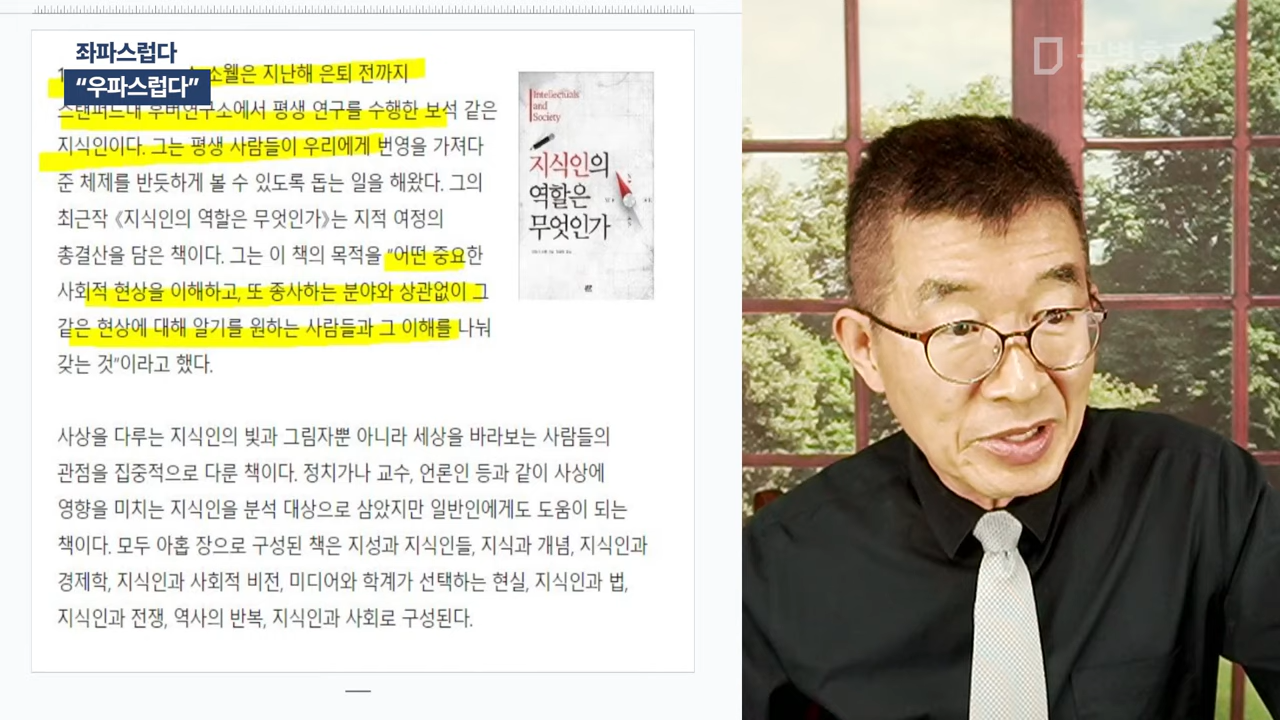 좌파스럽다
“우파스럽다”
소웰은 지난해 은퇴 전까지
스탠퍼드대 후버연구소에서 평생 연구를 수행한 보석 같은
지식인이다. 그는 평생 사람들이 우리에게 번영을 가져다
준 체제를 반듯하게 볼 수 있도록 돕는 일을 해왔다. 그의
최근작 《지식인의 역할은 무엇인가》는 지적 여정의
총결산을 담은 책이다. 그는 이 책의 목적을 “어떤 중요한
사회적 현상을 이해하고, 또 종사하는 분야와 상관없이 그
같은 현상에 대해 알기를 원하는 사람들과 그 이해를 나눠
갖는 것”이라고 했다.
Intellectuals
and
Society
지식인의
역할은
무엇인가
사상을 다루는 지식인의 빛과 그림자뿐 아니라 세상을 바라보는 사람들의
관점을 집중적으로 다룬 책이다. 정치가나 교수, 언론인 등과 같이 사상에
영향을 미치는 지식인을 분석 대상으로 삼았지만 일반인에게도 도움이 되는
책이다. 모두 아홉 장으로 구성된 책은 지성과 지식인들, 지식과 개념, 지식인과
경제학, 지식인과 사회적 비전, 미디어와 학계가 선택하는 현실, 지식인과 법,
지식인과 전쟁, 역사의 반복, 지식인과 사회로 구성된다.